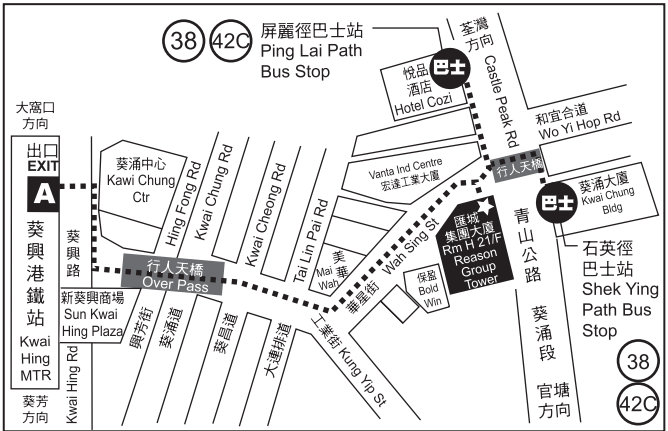 38
42C
屏麗徑巴士站
Ping Lai Path
Bus Stop
荃灣
方向
巴士
悅品
酒店
Hotel Cozi
Castle Peak Rd
和宜合道
Wo Yi Hop Rd
大窩口
方向
出口
EXIT
A
葵興港鐵站
Kwai
Hing
MTR
葵芳
方向
葵興路
Kwai Hing Rd
葵涌中心
Kawi Chung
Ctr
Hing Fong Rd
Kwai Chung Rd
Kwai Cheong Rd
Tai Lin Pai Rd
行人天橋
Over Pass
新葵興商場
Sun Kwai
Hing Plaza
興芳街
葵涌道
葵昌道
大連排道
工業街 Kung Yip St
美華
Mai
Wah
華星街 Wah Sing St
Vanta Ind Centre
宏達工業大廈
保盈
Bold
Win
匯城
集團大廈
Rm H 21/F
Reason
Group
Tower
行人天橋
巴士
葵涌大廈
Kwai Chung
Bldg
青山公路 葵涌段
官塘
方向
石英徑
巴士站
Shek Ying
Path Bus
Stop
38
42C